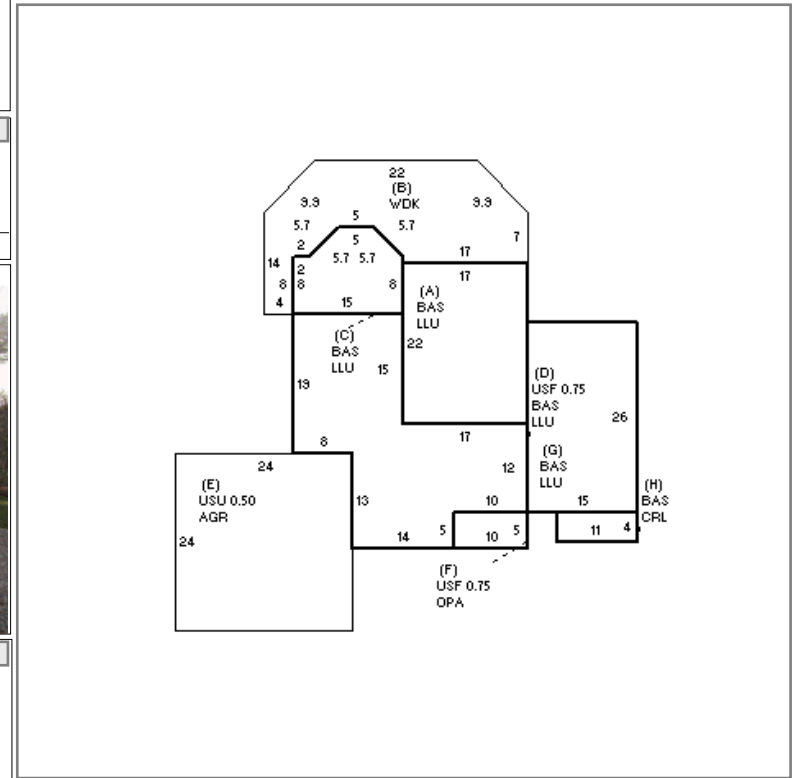 22
(B)
WDK
9.9
9.9
5.7
5
5.7
7
2
5
17
14
2
5.7 5.7
17
8 8
8
(A)
BAS
LLU
4
15
(C)
BAS
LLU
22
15
19
(D)
USF 0.75
BAS
LLU
26
8
17
(G)
BAS
LLU
24
12
(E)
USU 0.50
AGR
13
10
15
(H)
BAS
CRL
24
14
5
10
5
11
4
(F)
USF 0.75
OPA